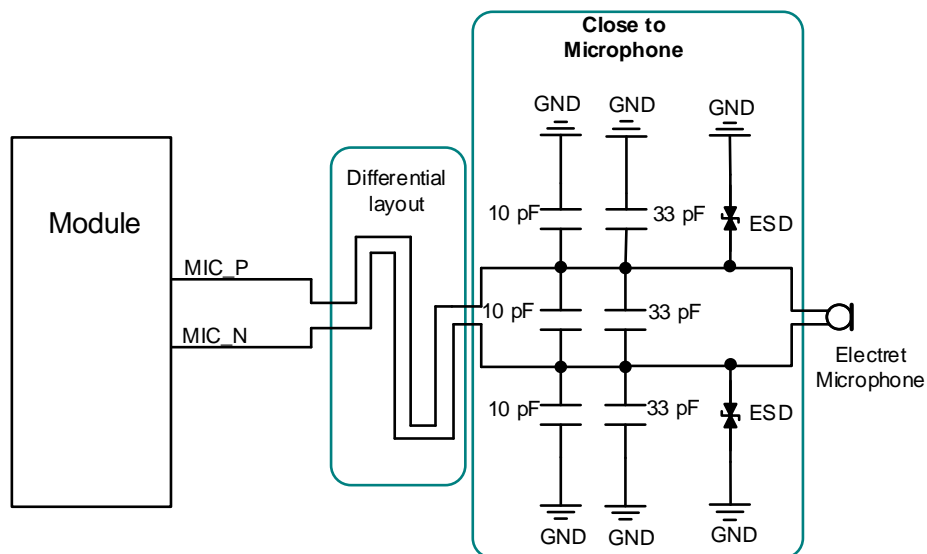 Close to
Microphone
GND
GND
GND
Differential
layout
Module
10 pF
33 pF
ESD
MIC_P
10 pF
33 pF
MIC_N
Electret
Microphone
10 pF
33 pF
ESD
GND
GND
GND